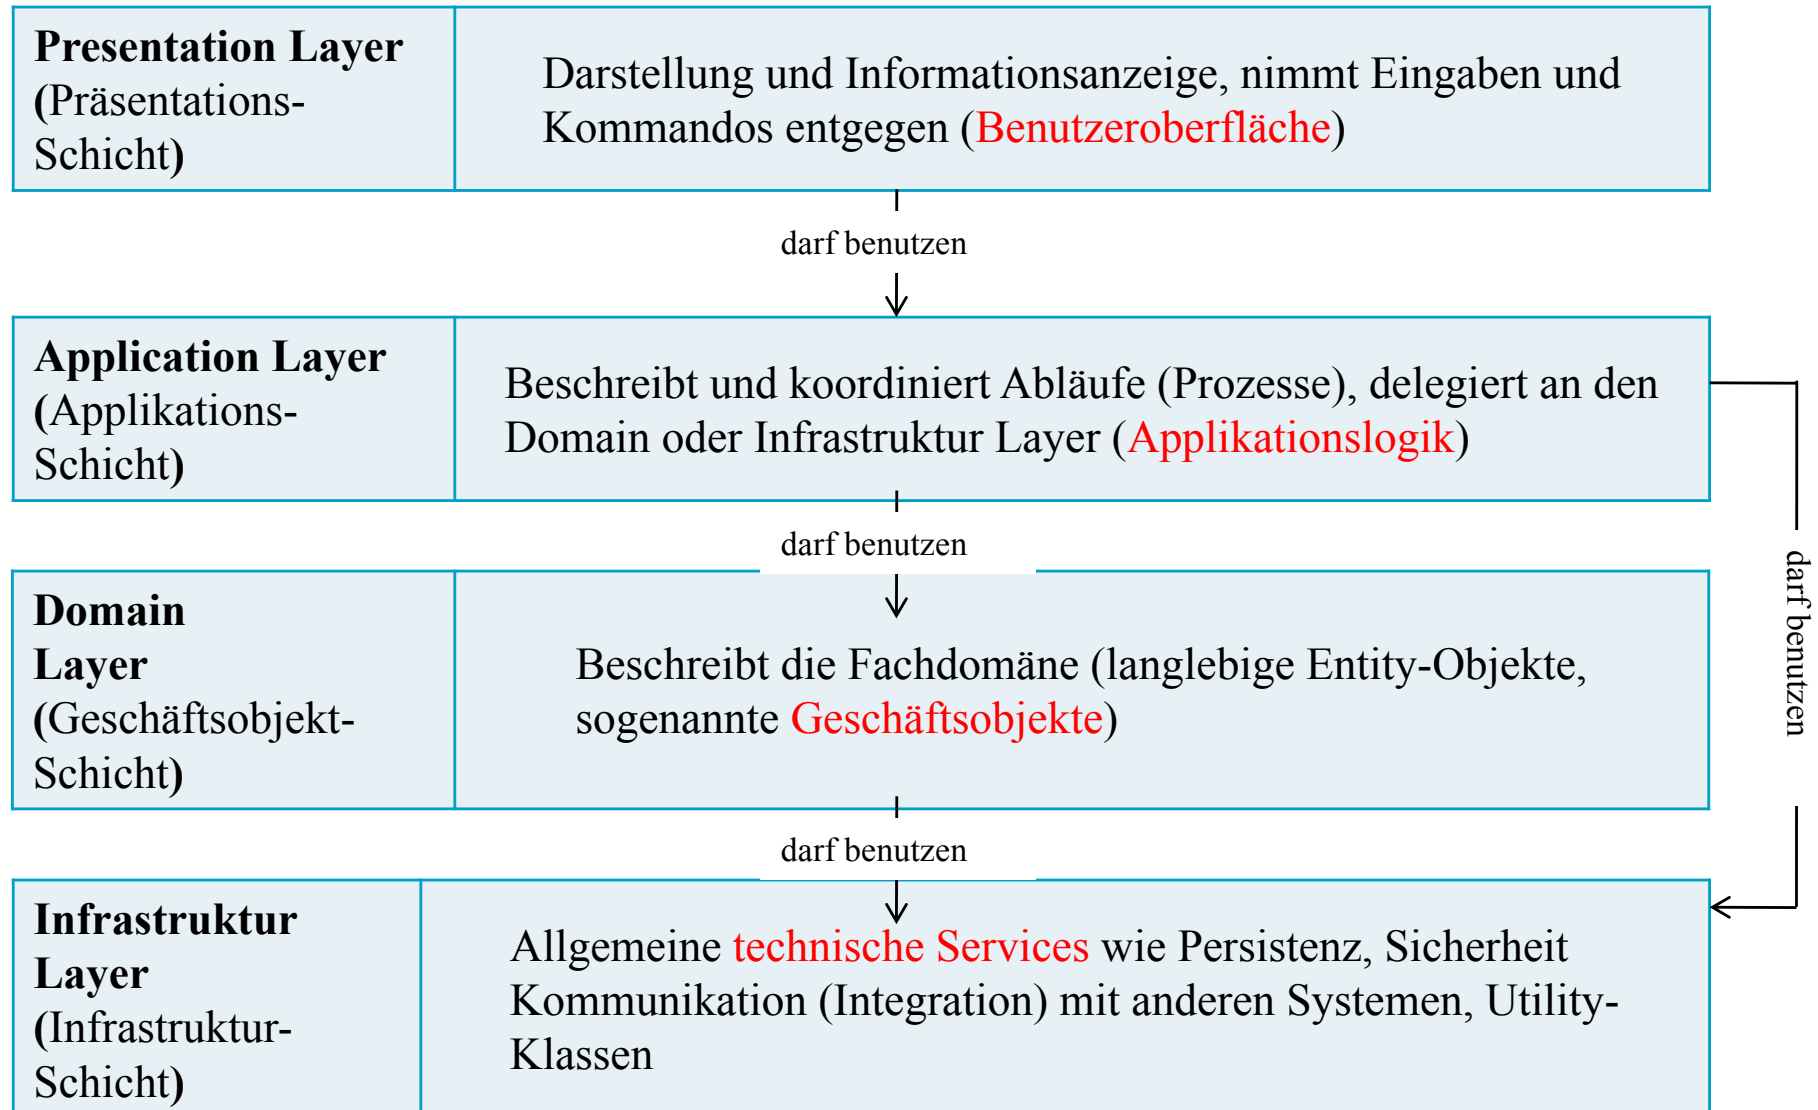 Presentation Layer
(Präsentations-
Schicht)
Darstellung und Informationsanzeige, nimmt Eingaben und
Kommandos entgegen (Benutzeroberfläche)
darf benutzen
Application Layer
(Applikations-
Schicht)
Beschreibt und koordiniert Abläufe (Prozesse), delegiert an den
Domain oder Infrastruktur Layer (Applikationslogik)
darf benutzen
darf benutzen
Domain
Layer
(Geschäftsobjekt-
Schicht)
Beschreibt die Fachdomäne (langlebige Entity-Objekte,
sogenannte Geschäftsobjekte)
darf benutzen
Infrastruktur
Layer
(Infrastruktur-
Schicht)
Allgemeine technische Services wie Persistenz, Sicherheit
Kommunikation (Integration) mit anderen Systemen, Utility-
Klassen